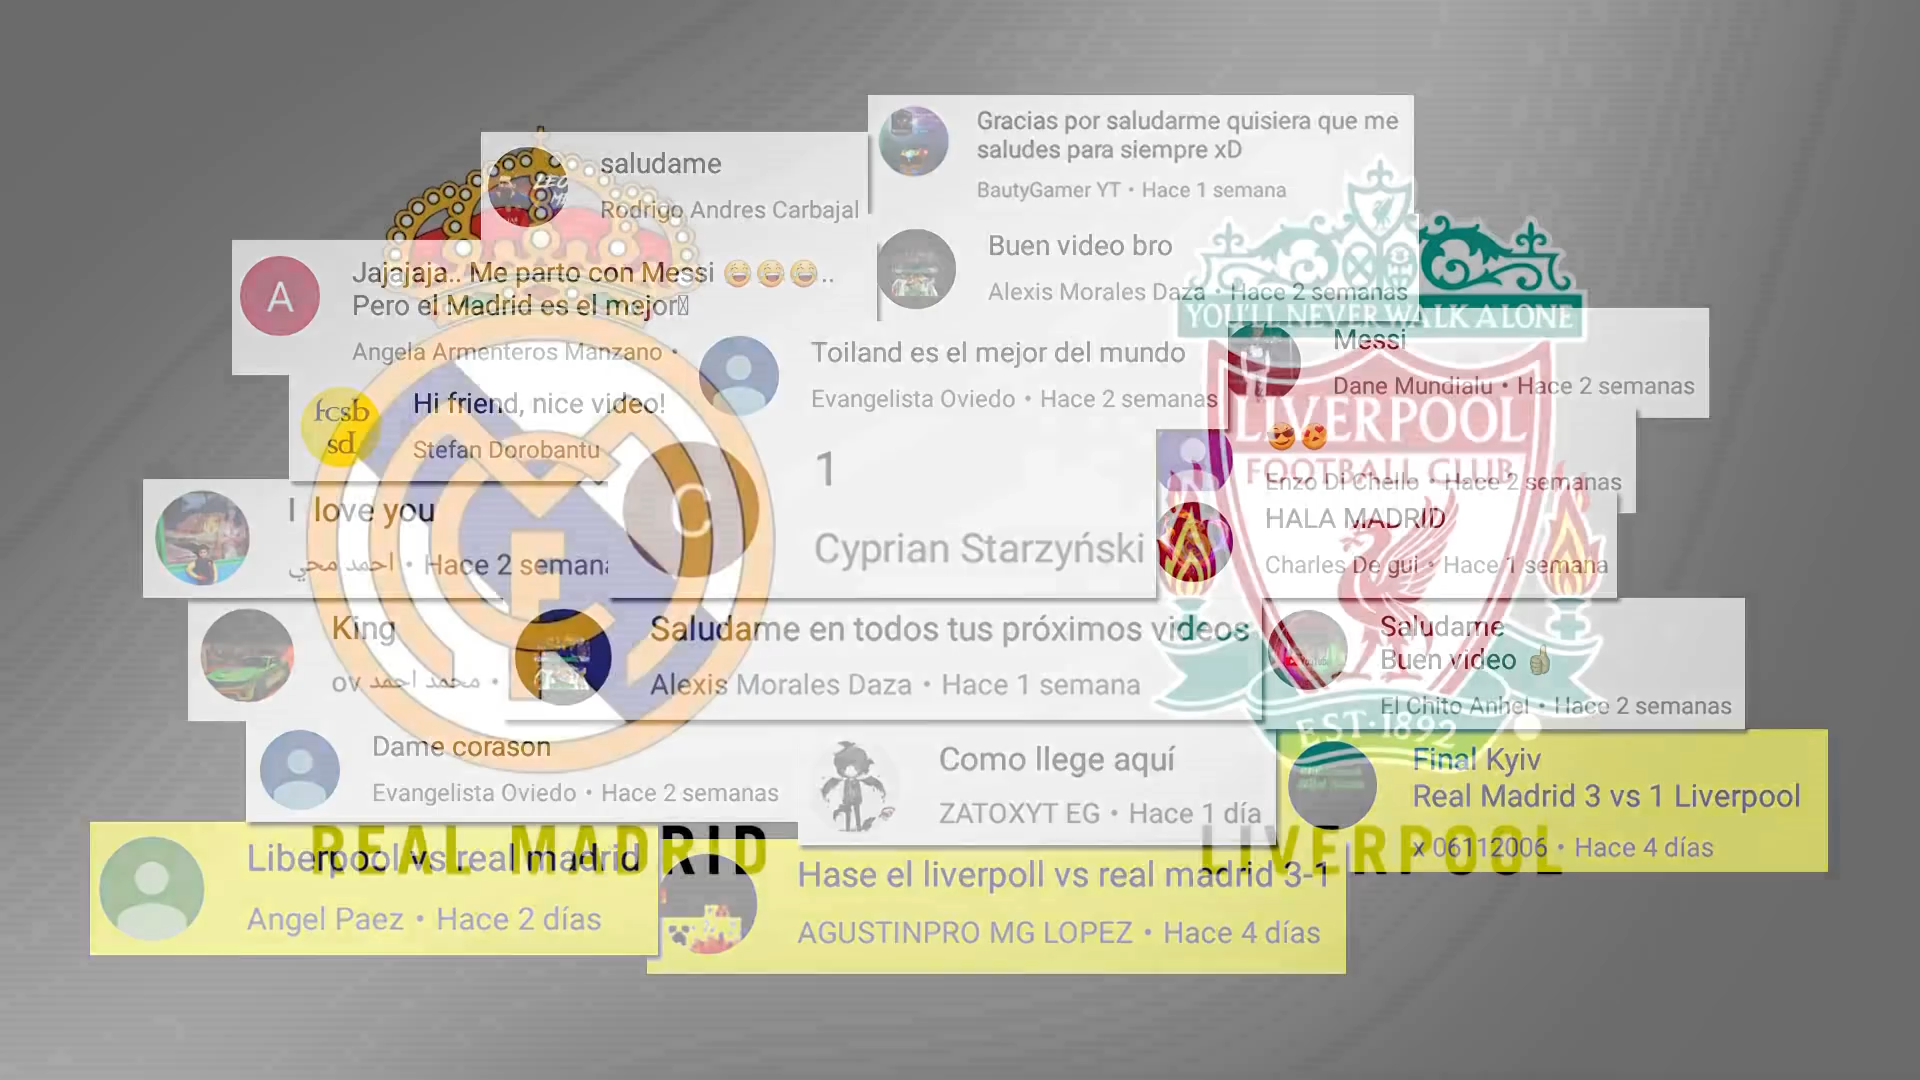 Gracias por saludarme quisiera que me
saludes para siempre xD
BautyGamer YT • Hace 1 semana
saludame
Rodrigo Andres Carbajal
Buen video bro
Alexis Morales Daza • Hace 2 semanas
A
Jajajaja.. Me parto con Messi 😂😂😂..
Pero el Madrid es el mejor
Angela Armenteros Manzano •
YOU'LL NEVER WALK ALONE
Toiland es el mejor del mundo
Evangelista Oviedo • Hace 2 semanas
Messi
Dane Mundialu • Hace 2 semanas
fcsb
sd
Hi friend, nice video!
Stefan Dorobantu
LIVERPOOL
FOOTBALL CLUB
😎😍
Enzo Di Chello • Hace 2 semanas
C
1
Cyprian Starzyński
I love you
احمد محي • Hace 2 semana
HALA MADRID
Charles De gui • Hace 1 semana
King
محمد احمد ov •
Saludame en todos tus próximos videos
Alexis Morales Daza • Hace 1 semana
Saludame
Buen video 👍
El Chito Anhel • Hace 2 semanas
EST·1892
Dame corason
Evangelista Oviedo • Hace 2 semanas
Como llege aquí
ZATOXYT EG • Hace 1 día
Final Kyiv
Real Madrid 3 vs 1 Liverpool
x 06112006 • Hace 4 días
REAL MADRID
LIVERPOOL
Liberpool vs real madrid
Angel Paez • Hace 2 días
Hase el liverpoll vs real madrid 3-1
AGUSTINPRO MG LOPEZ • Hace 4 días